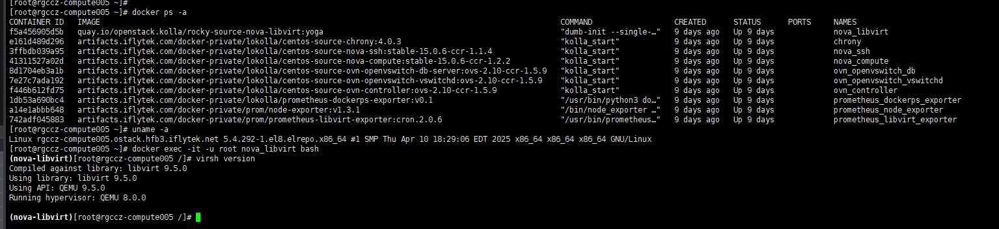 [root@rgccz-compute005 ~]#
[root@rgccz-compute005 ~]# docker ps -a
CONTAINER ID   IMAGE   COMMAND   CREATED   STATUS   PORTS   NAMES
f5a456905d5b   quay.io/openstack.kolla/rocky-source-nova-libvirt:yoga   "dumb-init --single-…"   9 days ago   Up 9 days   nova_libvirt
e161d489d296   artifacts.iflytek.com/docker-private/lokolla/centos-source-chrony:4.0.3   "kolla_start"   9 days ago   Up 9 days   chrony
3ffbdb039a95   artifacts.iflytek.com/docker-private/lokolla/centos-source-nova-ssh:stable-15.0.6-ccr-1.1.4   "kolla_start"   9 days ago   Up 9 days   nova_ssh
41311527a02d   artifacts.iflytek.com/docker-private/lokolla/centos-source-nova-compute:stable-15.0.6-ccr-1.2.2   "kolla_start"   9 days ago   Up 9 days   nova_compute
8d1704eb3a1b   artifacts.iflytek.com/docker-private/lokolla/centos-source-ovn-openvswitch-db-server:ovs-2.10-ccr-1.5.9   "kolla_start"   9 days ago   Up 9 days   ovn_openvswitch_db
7e27c7ada192   artifacts.iflytek.com/docker-private/lokolla/centos-source-ovn-openvswitch-vswitchd:ovs-2.10-ccr-1.5.9   "kolla_start"   9 days ago   Up 9 days   ovn_openvswitch_vswitchd
f446b612fd75   artifacts.iflytek.com/docker-private/lokolla/centos-source-ovn-controller:ovs-2.10-ccr-1.5.9   "kolla_start"   9 days ago   Up 9 days   ovn_controller
1db53a690bc4   artifacts.iflytek.com/docker-private/lokolla/prometheus-dockerps-exporter:v0.1   "/usr/bin/python3 do…"   9 days ago   Up 9 days   prometheus_dockerps_exporter
a14e1abbb648   artifacts.iflytek.com/docker-private/prom/node-exporter:v1.3.1   "/bin/node_exporter …"   9 days ago   Up 9 days   prometheus_node_exporter
742adf045883   artifacts.iflytek.com/docker-private/prom/prometheus-libvirt-exporter:cron.2.0.6   "/usr/bin/prometheus…"   9 days ago   Up 9 days   prometheus_libvirt_exporter
[root@rgccz-compute005 ~]# uname -a
Linux rgccz-compute005.ostack.hfb3.iflytek.net 5.4.292-1.el8.elrepo.x86_64 #1 SMP Thu Apr 10 18:29:06 EDT 2025 x86_64 x86_64 x86_64 GNU/Linux
[root@rgccz-compute005 ~]# docker exec -it -u root nova_libvirt bash
(nova-libvirt)[root@rgccz-compute005 /]# virsh version
Compiled against library: libvirt 9.5.0
Using library: libvirt 9.5.0
Using API: QEMU 9.5.0
Running hypervisor: QEMU 8.0.0
(nova-libvirt)[root@rgccz-compute005 /]#